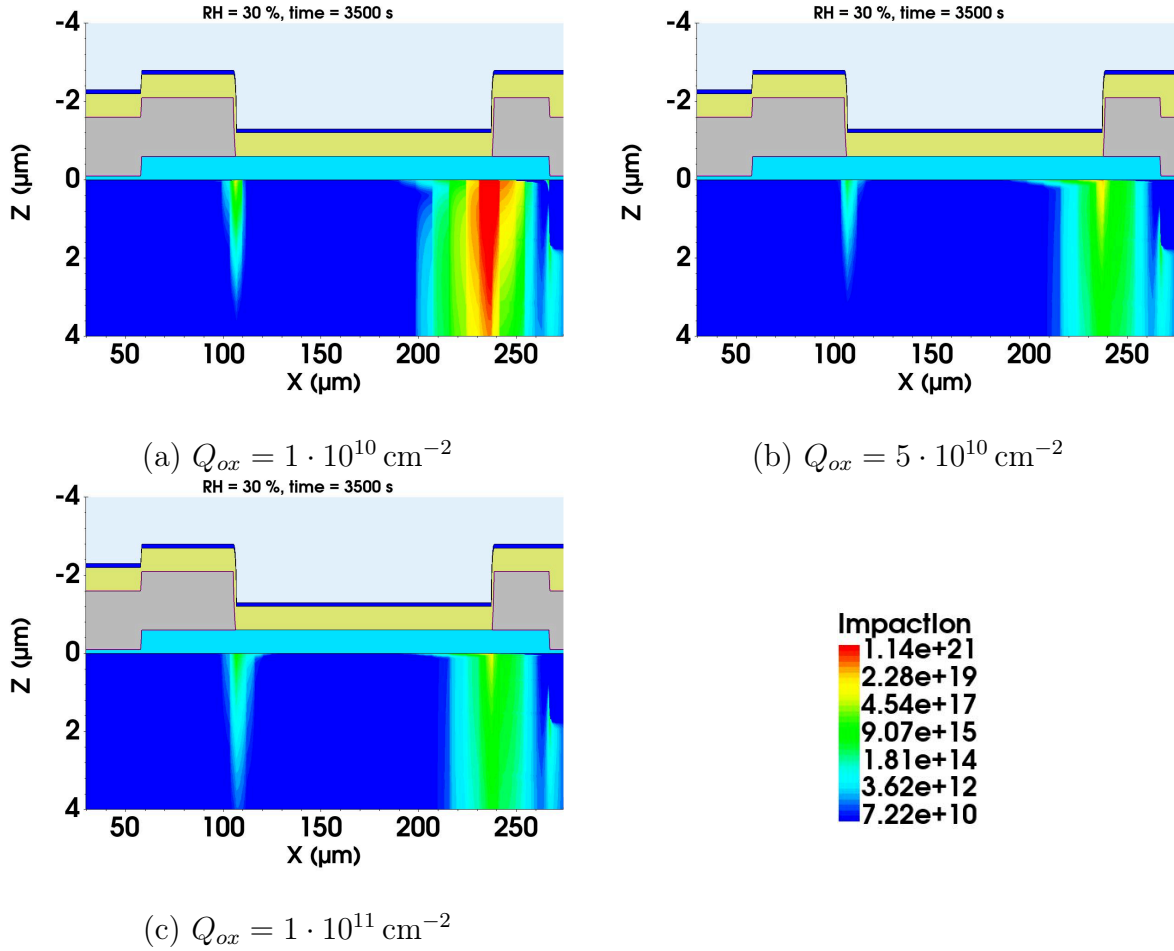 RH = 30 %, time = 3500 s
-4
-2
0
2
4
Z (µm)
50 100 150 200 250
X (µm)
(a) Qox = 1 · 10^10 cm^−2
RH = 30 %, time = 3500 s
-4
-2
0
2
4
Z (µm)
50 100 150 200 250
X (µm)
(b) Qox = 5 · 10^10 cm^−2
RH = 30 %, time = 3500 s
-4
-2
0
2
4
Z (µm)
50 100 150 200 250
X (µm)
(c) Qox = 1 · 10^11 cm^−2
ImpactIon
1.14e+21
2.28e+19
4.54e+17
9.07e+15
1.81e+14
3.62e+12
7.22e+10